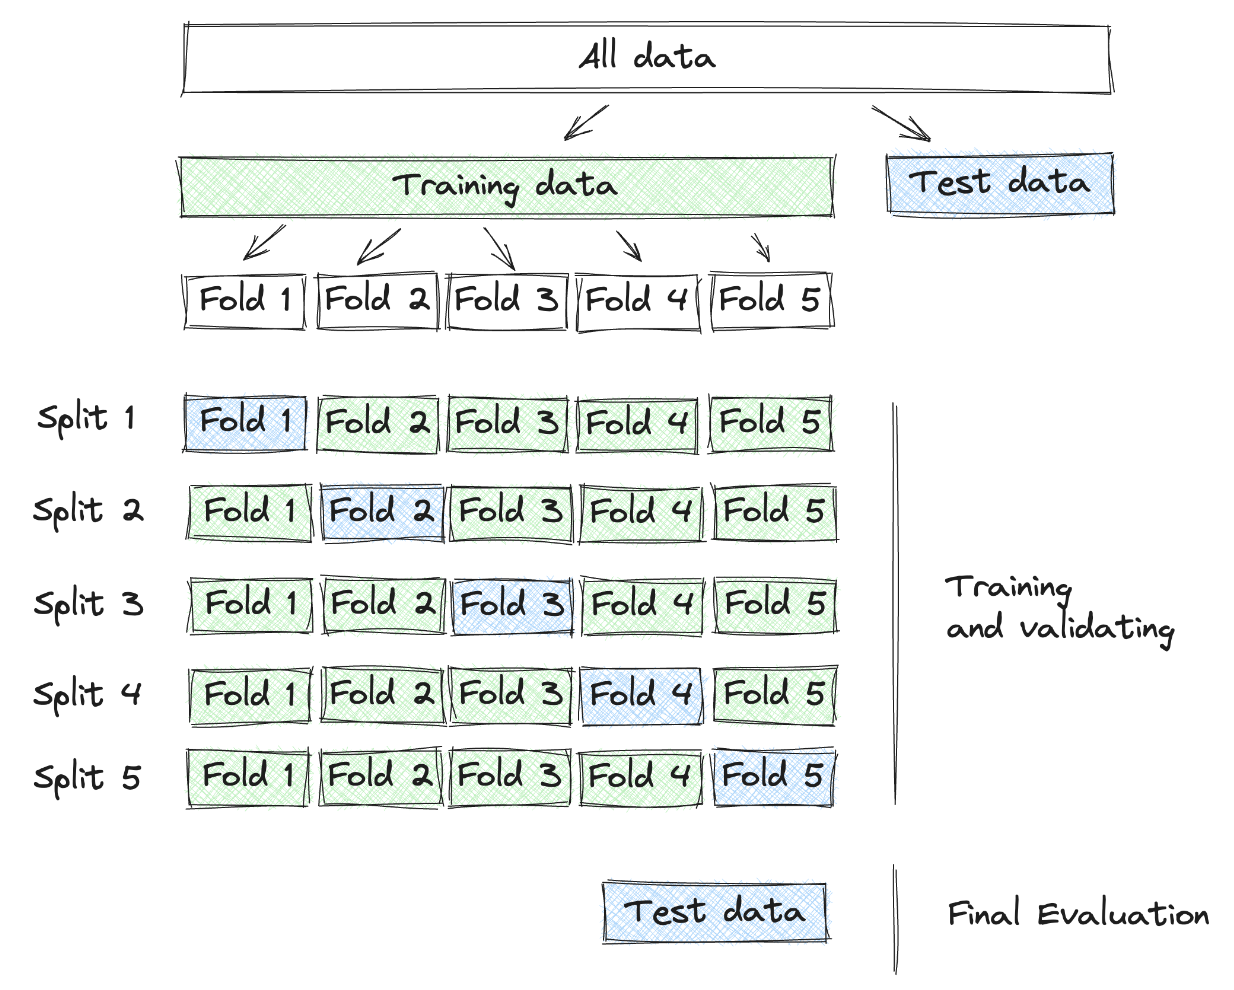 All data
Training data
Test data
Fold 1
Fold 2
Fold 3
Fold 4
Fold 5
Split 1
Fold 1
Fold 2
Fold 3
Fold 4
Fold 5
Split 2
Fold 1
Fold 2
Fold 3
Fold 4
Fold 5
Split 3
Fold 1
Fold 2
Fold 3
Fold 4
Fold 5
Split 4
Fold 1
Fold 2
Fold 3
Fold 4
Fold 5
Split 5
Fold 1
Fold 2
Fold 3
Fold 4
Fold 5
Training
and validating
Test data
Final Evaluation